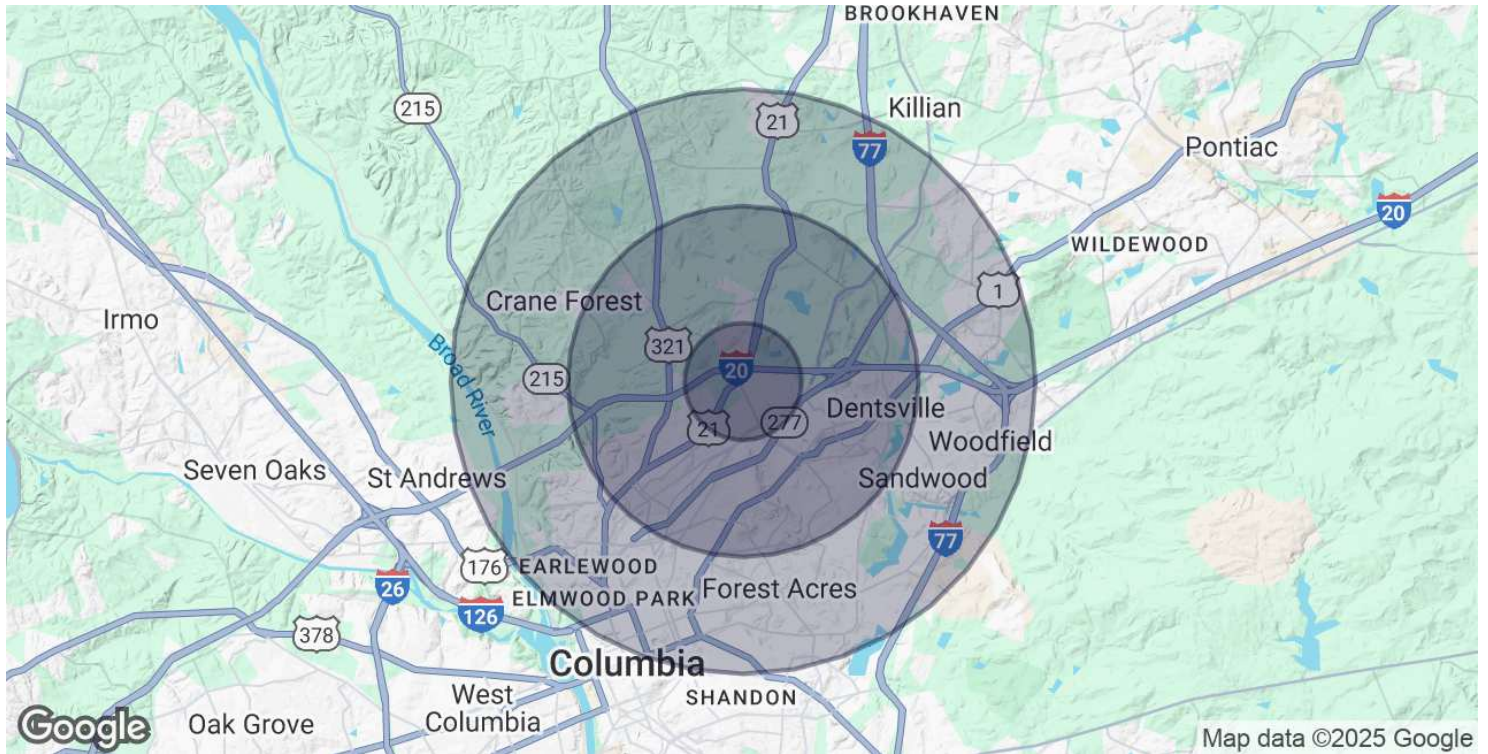 BROOKHAVEN
215
21
Killian
77
Pontiac
20
WILDEWOOD
1
Crane Forest
Irmo
321
Broad River
20
215
21
277
Dentsville
Woodfield
Seven Oaks
St Andrews
Sandwood
77
176
EARLEWOOD
26
126
ELMWOOD PARK
Forest Acres
378
Columbia
SHANDON
West
Columbia
Oak Grove
Google
Map data ©2025 Google